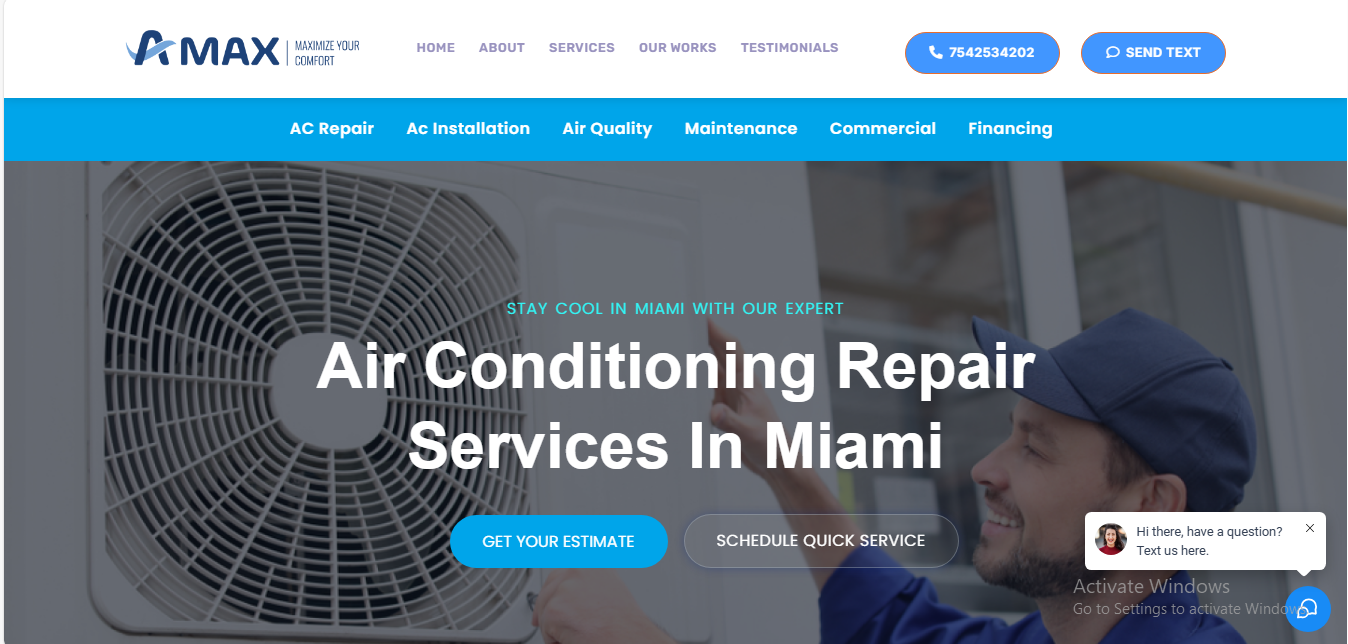 AMAX
MAXIMIZE YOUR
COMFORT
HOME ABOUT SERVICES OUR WORKS TESTIMONIALS
7542534202
SEND TEXT
AC Repair Ac Installation Air Quality Maintenance Commercial Financing
STAY COOL IN MIAMI WITH OUR EXPERT
Air Conditioning Repair
Services In Miami
GET YOUR ESTIMATE
SCHEDULE QUICK SERVICE
Hi there, have a question?
Text us here.
Activate Windows
Go to Settings to activate Windows